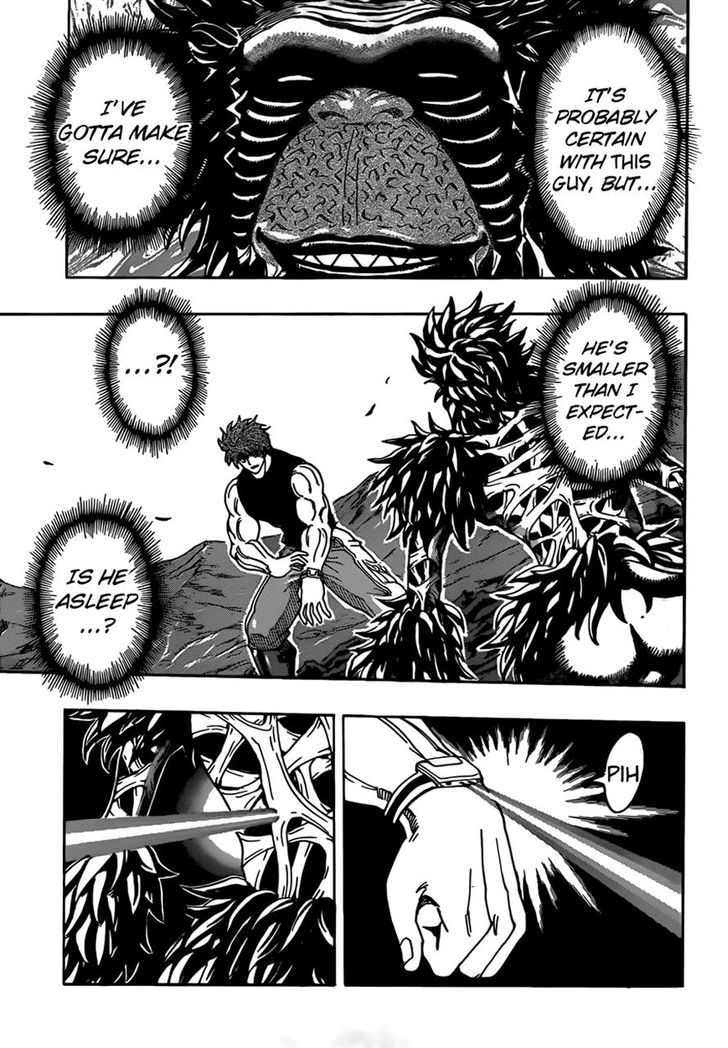 IT'S
PROBABLY
CERTAIN
WITH THIS
GUY, BUT...
I'VE
GOTTA MAKE
SURE...
HE'S
SMALLER
THAN I
EXPECT-
ED...
...?!
IS HE
ASLEEP
...?
PIH